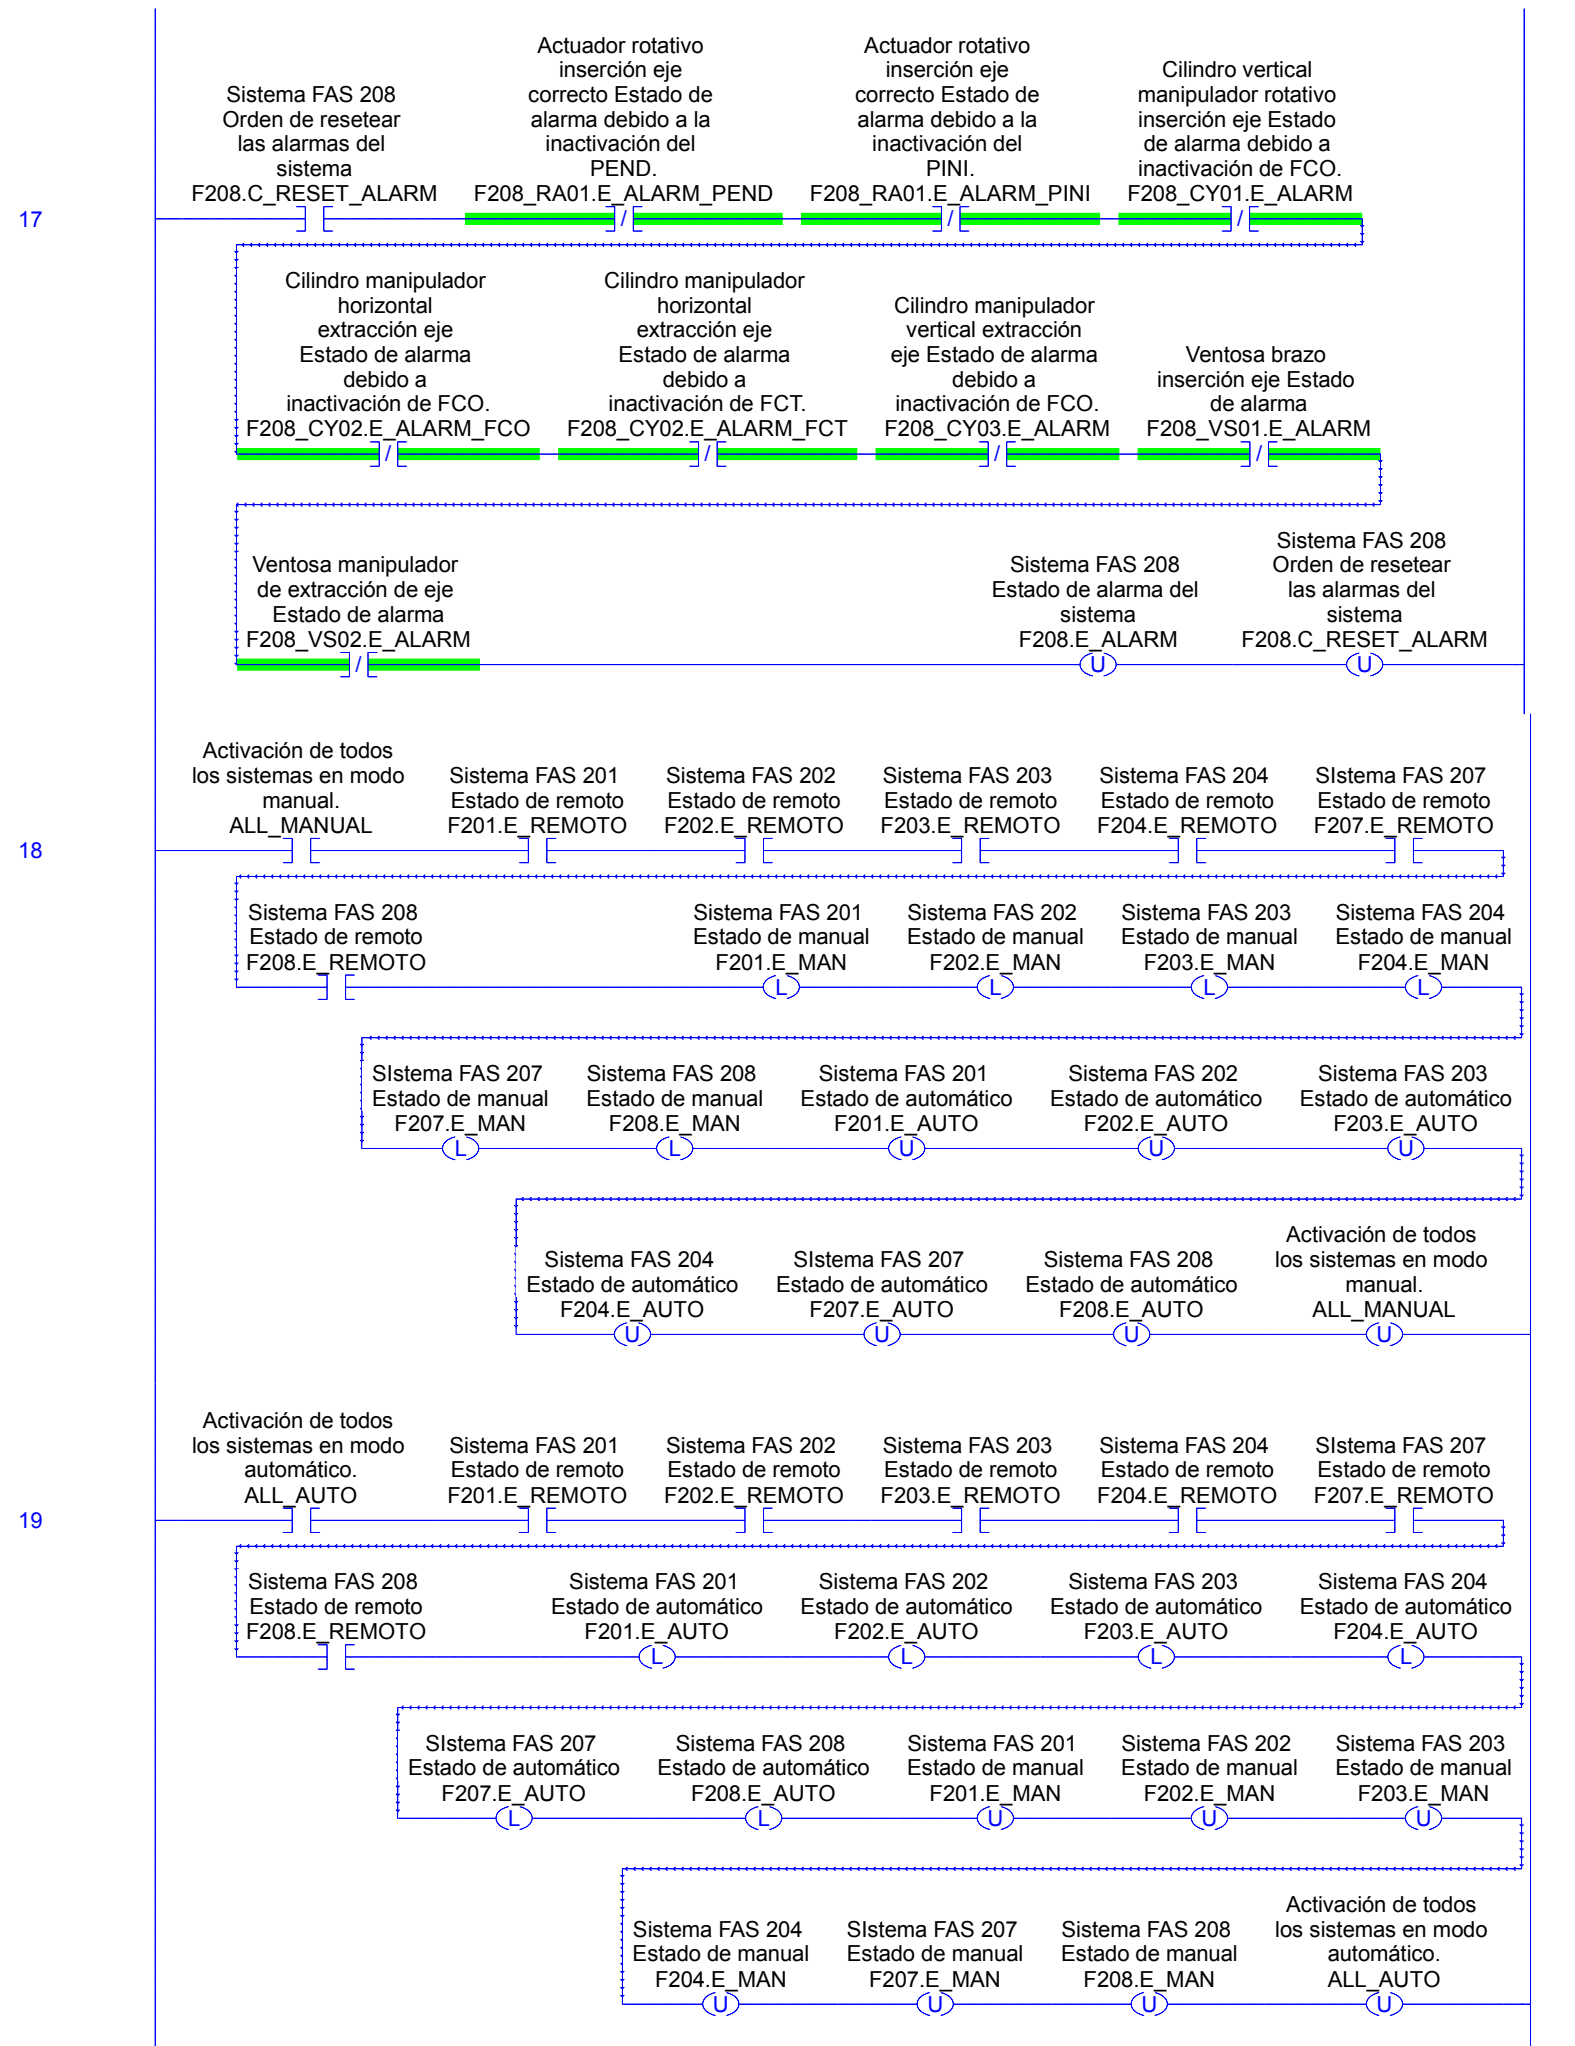 17
Sistema FAS 208
Orden de resetear
las alarmas del
sistema
F208.C_RESET_ALARM
Actuador rotativo
inserción eje
correcto Estado de
alarma debido a la
inactivación del
PEND.
F208_RA01.E_ALARM_PEND
Actuador rotativo
inserción eje
correcto Estado de
alarma debido a la
inactivación del
PINI.
F208_RA01.E_ALARM_PINI
Cilindro vertical
manipulador rotativo
inserción eje Estado
de alarma debido a
inactivación de FCO.
F208_CY01.E_ALARM
/
/
/
Cilindro manipulador
horizontal
extracción eje
Estado de alarma
debido a
inactivación de FCO.
F208_CY02.E_ALARM_FCO
Cilindro manipulador
horizontal
extracción eje
Estado de alarma
debido a
inactivación de FCT.
F208_CY02.E_ALARM_FCT
Cilindro manipulador
vertical extracción
eje Estado de alarma
debido a
inactivación de FCO.
F208_CY03.E_ALARM
Ventosa brazo
inserción eje Estado
de alarma
F208_VS01.E_ALARM
/
/
/
/
Ventosa manipulador
de extracción de eje
Estado de alarma
F208_VS02.E_ALARM
/
Sistema FAS 208
Estado de alarma del
sistema
F208.E_ALARM
U
Sistema FAS 208
Orden de resetear
las alarmas del
sistema
F208.C_RESET_ALARM
U
18
Activación de todos
los sistemas en modo
manual.
ALL_MANUAL
Sistema FAS 201
Estado de remoto
F201.E_REMOTO
Sistema FAS 202
Estado de remoto
F202.E_REMOTO
Sistema FAS 203
Estado de remoto
F203.E_REMOTO
Sistema FAS 204
Estado de remoto
F204.E_REMOTO
SIstema FAS 207
Estado de remoto
F207.E_REMOTO
Sistema FAS 208
Estado de remoto
F208.E_REMOTO
Sistema FAS 201
Estado de manual
F201.E_MAN
L
Sistema FAS 202
Estado de manual
F202.E_MAN
L
Sistema FAS 203
Estado de manual
F203.E_MAN
L
Sistema FAS 204
Estado de manual
F204.E_MAN
L
SIstema FAS 207
Estado de manual
F207.E_MAN
L
Sistema FAS 208
Estado de manual
F208.E_MAN
L
Sistema FAS 201
Estado de automático
F201.E_AUTO
U
Sistema FAS 202
Estado de automático
F202.E_AUTO
U
Sistema FAS 203
Estado de automático
F203.E_AUTO
U
Sistema FAS 204
Estado de automático
F204.E_AUTO
U
SIstema FAS 207
Estado de automático
F207.E_AUTO
U
Sistema FAS 208
Estado de automático
F208.E_AUTO
U
Activación de todos
los sistemas en modo
manual.
ALL_MANUAL
U
19
Activación de todos
los sistemas en modo
automático.
ALL_AUTO
Sistema FAS 201
Estado de remoto
F201.E_REMOTO
Sistema FAS 202
Estado de remoto
F202.E_REMOTO
Sistema FAS 203
Estado de remoto
F203.E_REMOTO
Sistema FAS 204
Estado de remoto
F204.E_REMOTO
SIstema FAS 207
Estado de remoto
F207.E_REMOTO
Sistema FAS 208
Estado de remoto
F208.E_REMOTO
Sistema FAS 201
Estado de automático
F201.E_AUTO
L
Sistema FAS 202
Estado de automático
F202.E_AUTO
L
Sistema FAS 203
Estado de automático
F203.E_AUTO
L
Sistema FAS 204
Estado de automático
F204.E_AUTO
L
SIstema FAS 207
Estado de automático
F207.E_AUTO
L
Sistema FAS 208
Estado de automático
F208.E_AUTO
L
Sistema FAS 201
Estado de manual
F201.E_MAN
U
Sistema FAS 202
Estado de manual
F202.E_MAN
U
Sistema FAS 203
Estado de manual
F203.E_MAN
U
Sistema FAS 204
Estado de manual
F204.E_MAN
U
SIstema FAS 207
Estado de manual
F207.E_MAN
U
Sistema FAS 208
Estado de manual
F208.E_MAN
U
Activación de todos
los sistemas en modo
automático.
ALL_AUTO
U